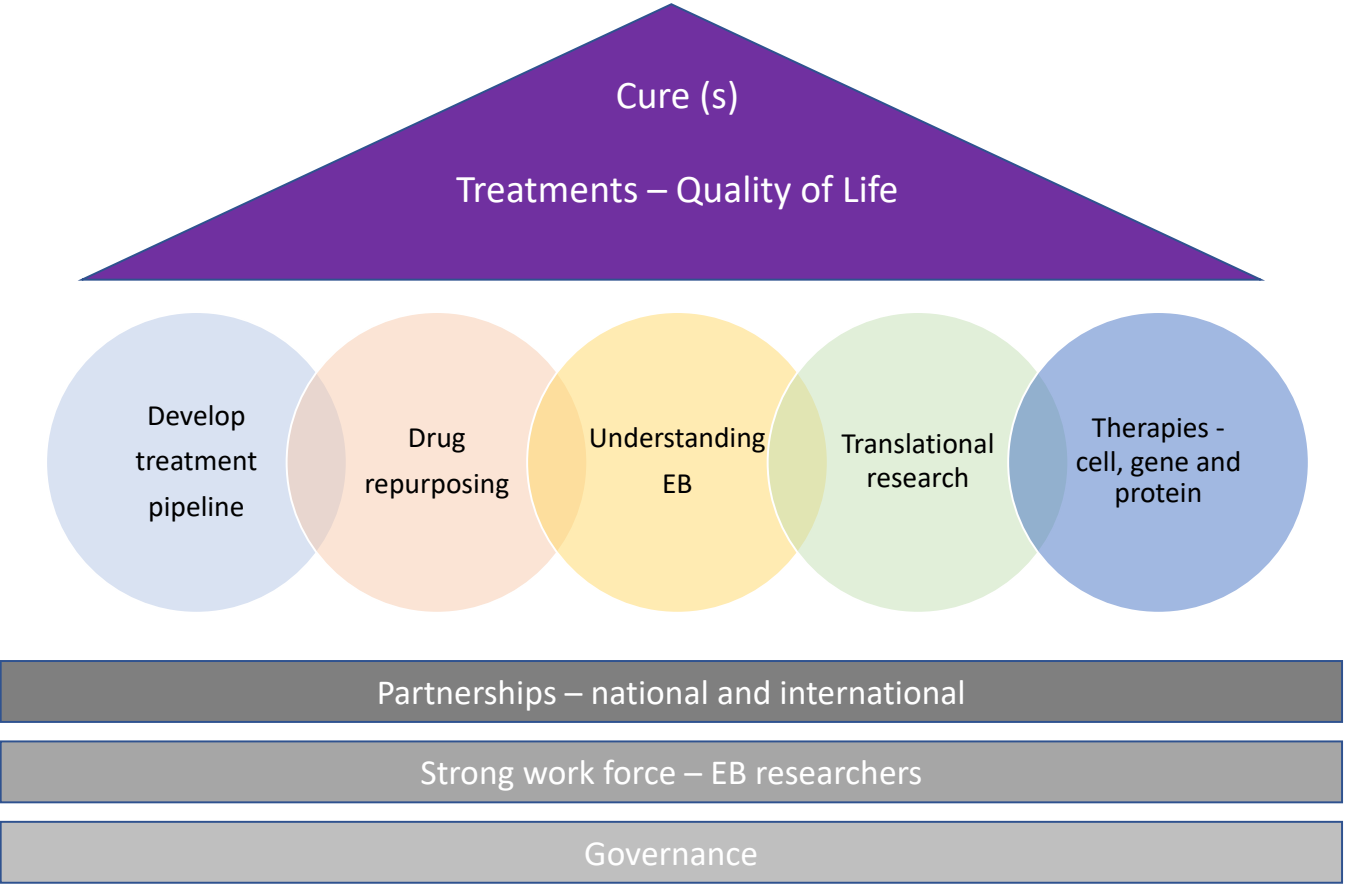 Cure (s)
Treatments – Quality of Life
Develop
treatment
pipeline
Drug
repurposing
Understanding
EB
Translational
research
Therapies -
cell, gene and
protein
Partnerships – national and international
Strong work force – EB researchers
Governance